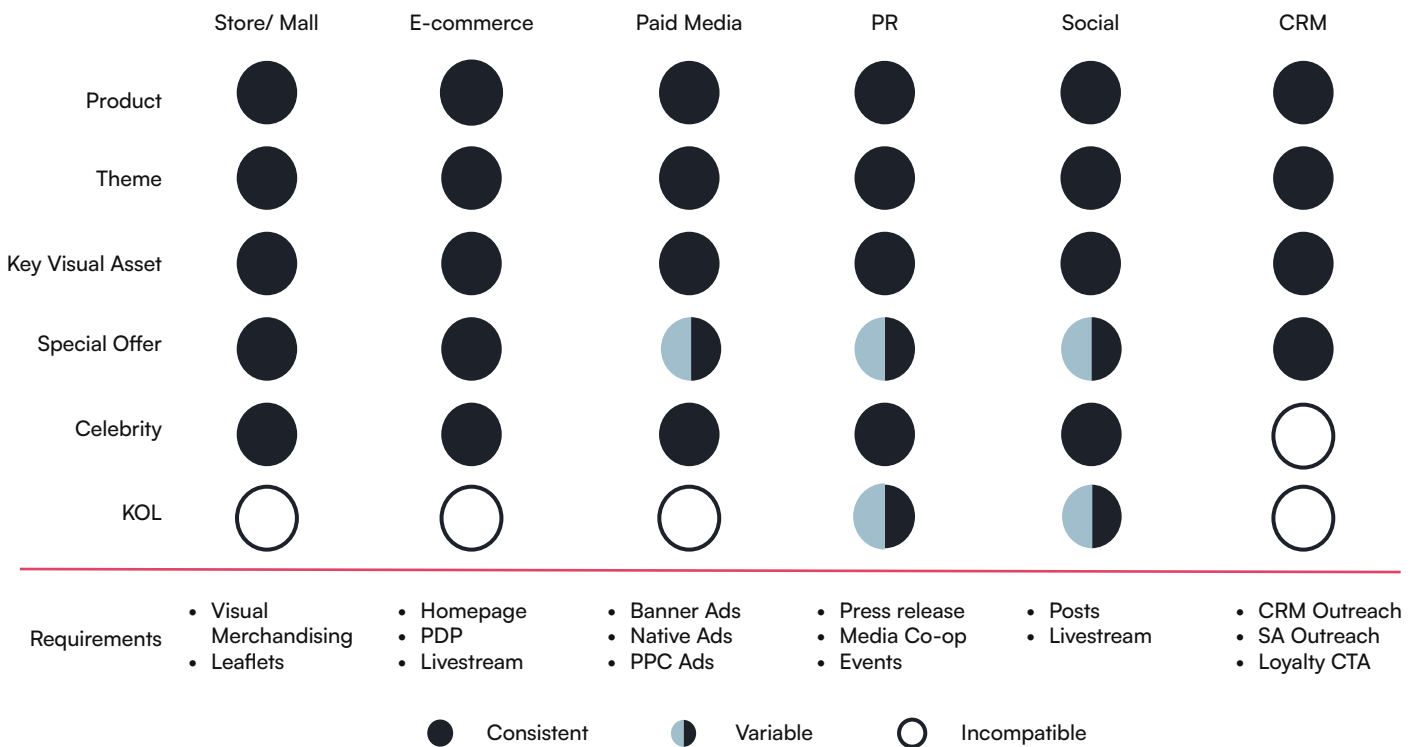 Store/ Mall
E-commerce
Paid Media
PR
Social
CRM
Product
Theme
Key Visual Asset
Special Offer
Celebrity
KOL
Requirements
• Visual
Merchandising
• Leaflets
• Homepage
• PDP
• Livestream
• Banner Ads
• Native Ads
• PPC Ads
• Press release
• Media Co-op
• Events
• Posts
• Livestream
• CRM Outreach
• SA Outreach
• Loyalty CTA
Consistent
Variable
Incompatible